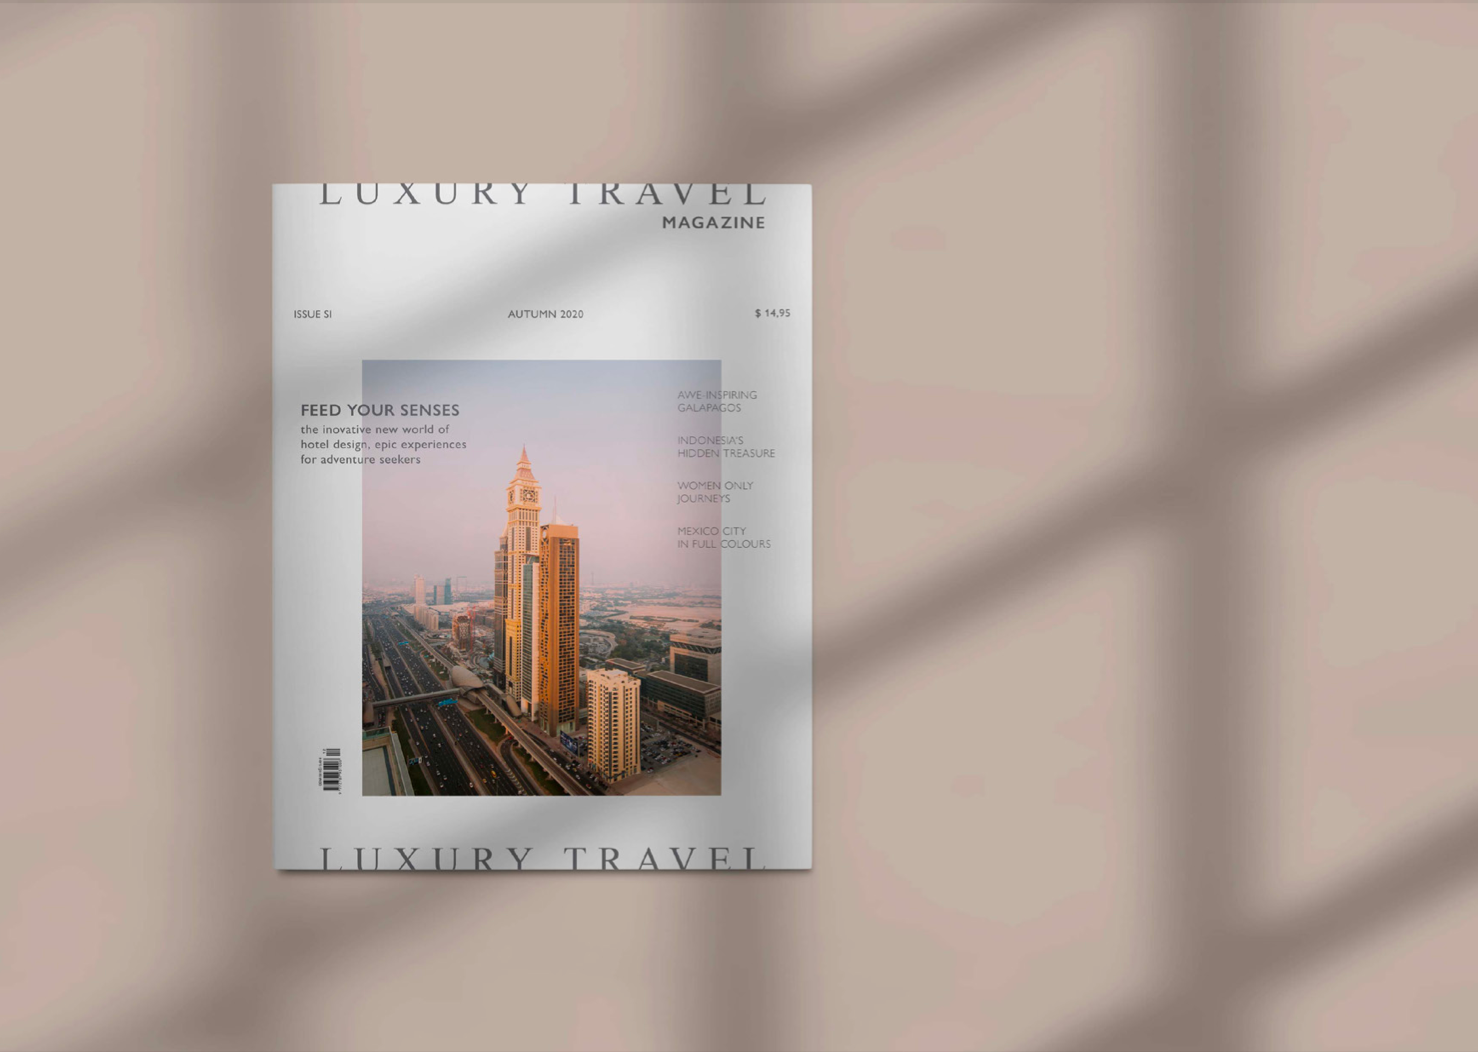 LUXURY TRAVEL
MAGAZINE
ISSUE SI
AUTUMN 2020
$ 14,95
FEED YOUR SENSES
the inovative new world of
hotel design, epic experiences
for adventure seekers
AWE-INSPIRING
GALAPAGOS
INDONESIA'S
HIDDEN TREASURE
WOMEN ONLY
JOURNEYS
MEXICO CITY
IN FULL COLOURS
LUXURY TRAVEL